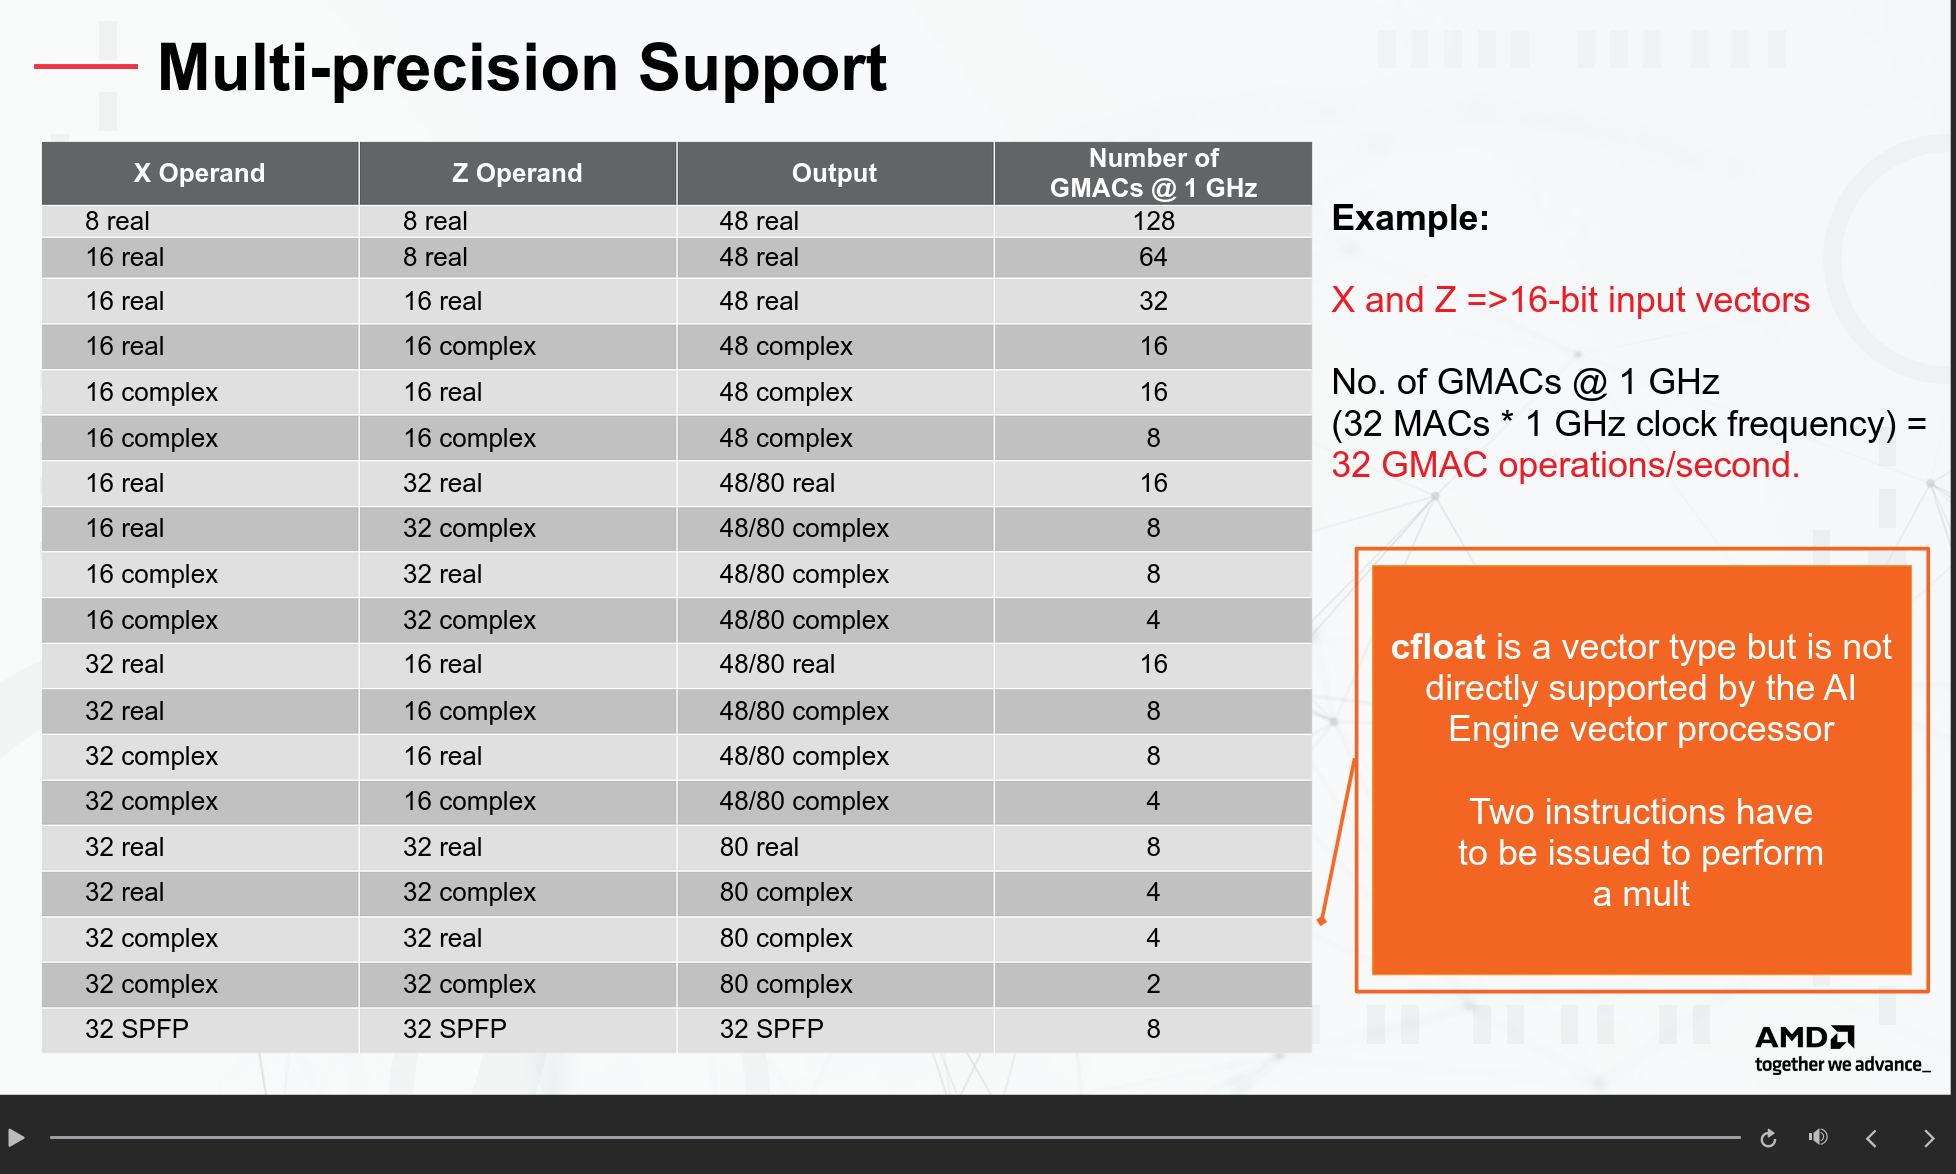 Multi-precision Support
X Operand Z Operand Output Number of GMACs @ 1 GHz
8 real 8 real 48 real 128
16 real 8 real 48 real 64
16 real 16 real 48 real 32
16 real 16 complex 48 complex 16
16 complex 16 real 48 complex 16
16 complex 16 complex 48 complex 8
16 real 32 real 48/80 real 16
16 real 32 complex 48/80 complex 8
16 complex 32 real 48/80 complex 8
16 complex 32 complex 48/80 complex 4
32 real 16 real 48/80 real 16
32 real 16 complex 48/80 complex 8
32 complex 16 real 48/80 complex 8
32 complex 16 complex 48/80 complex 4
32 real 32 real 80 real 8
32 real 32 complex 80 complex 4
32 complex 32 real 80 complex 4
32 complex 32 complex 80 complex 2
32 SPFP 32 SPFP 32 SPFP 8
Example:
X and Z =>16-bit input vectors
No. of GMACs @ 1 GHz
(32 MACs * 1 GHz clock frequency) =
32 GMAC operations/second.
cfloat is a vector type but is not
directly supported by the AI
Engine vector processor
Two instructions have
to be issued to perform
a mult
AMD
together we advance_